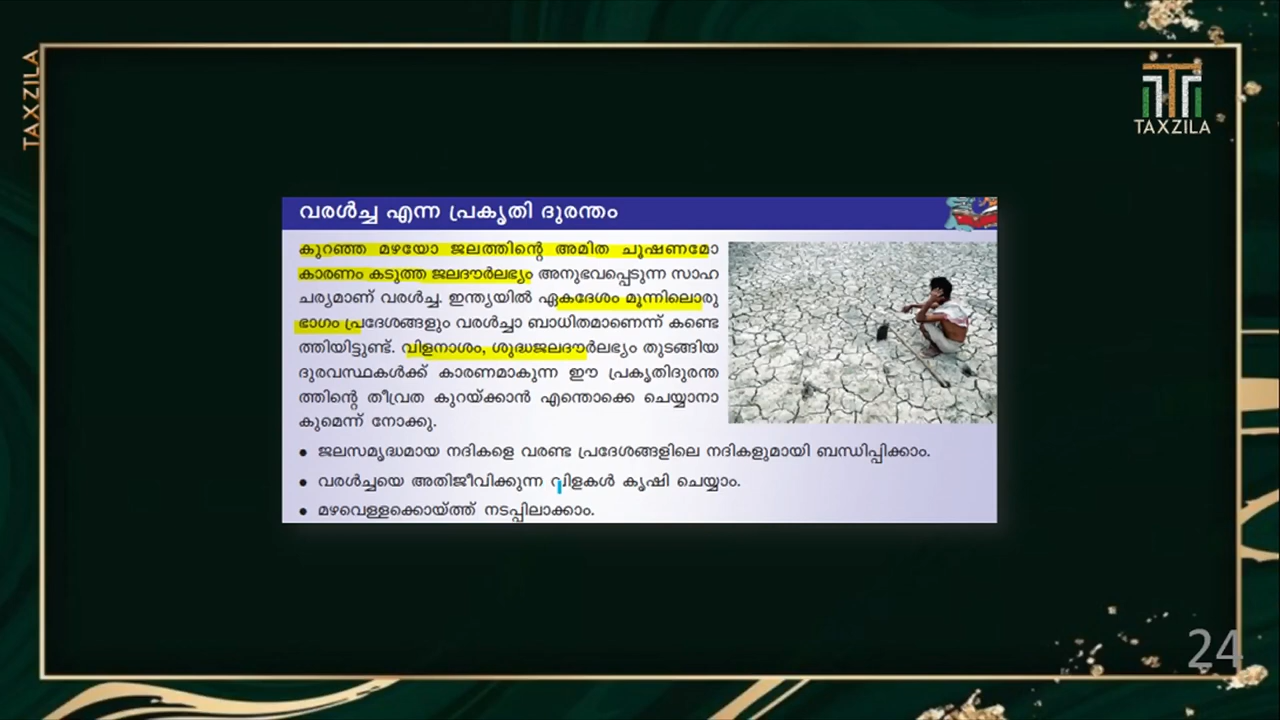 TAXZILA
TAXZILA
വരൾച്ച എന്ന പ്രകൃതി ദുരന്തം
കുറഞ്ഞ മഴയോ ജലത്തിന്റെ അമിത ചൂഷണമോ
കാരണം കടുത്ത ജലദൗർലഭ്യം അനുഭവപ്പെടുന്ന സാഹ
ചര്യമാണ് വരൾച്ച. ഇന്ത്യയിൽ ഏകദേശം മൂന്നിലൊരു
ഭാഗം പ്രദേശങ്ങളും വരൾച്ചാ ബാധിതമാണെന്ന് കണ്ടെ
ത്തിയിട്ടുണ്ട്. വിളനാശം, ശുദ്ധജലദൗർലഭ്യം തുടങ്ങിയ
ദുരവസ്ഥകൾക്ക് കാരണമാകുന്ന ഈ പ്രകൃതിദുരന്ത
ത്തിന്റെ തീവ്രത കുറയ്ക്കാൻ എന്തൊക്കെ ചെയ്യാനാ
കുമെന്ന് നോക്കൂ.
• ജലസമൃദ്ധമായ നദികളെ വരണ്ട പ്രദേശങ്ങളിലെ നദികളുമായി ബന്ധിപ്പിക്കാം.
• വരൾച്ചയെ അതിജീവിക്കുന്ന വിളകൾ കൃഷി ചെയ്യാം.
• മഴവെള്ളക്കൊയ്ത്ത് നടപ്പിലാക്കാം.
24